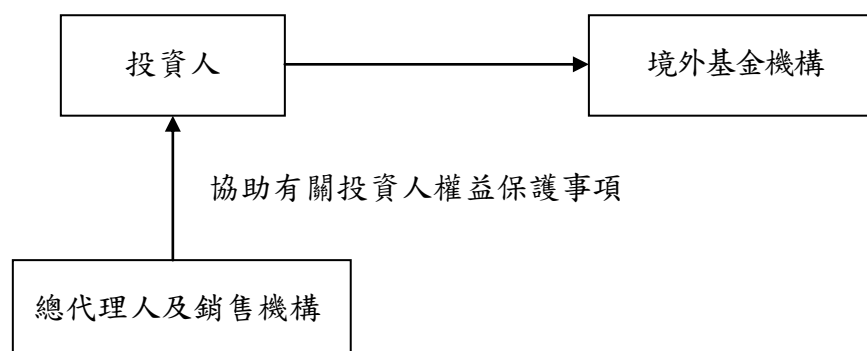 投資人
境外基金機構
協助有關投資人權益保護事項
總代理人及銷售機構